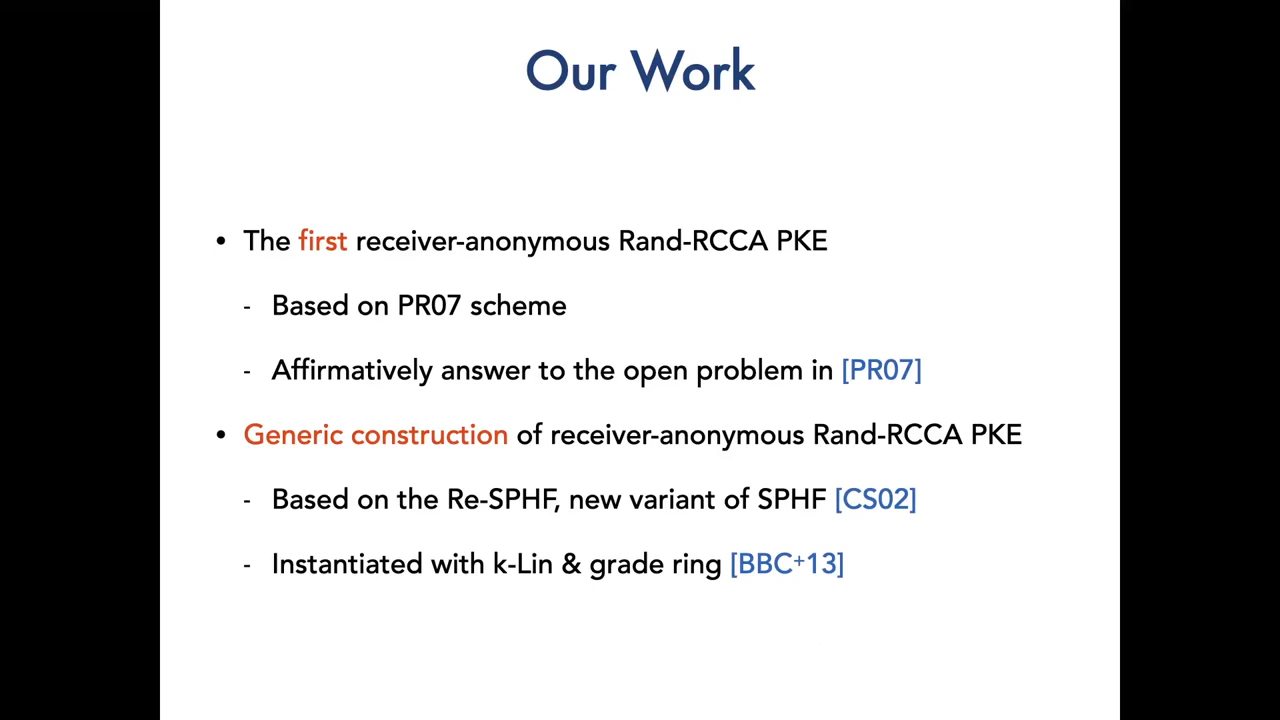 Our Work
• The first receiver-anonymous Rand-RCCA PKE
- Based on PR07 scheme
- Affirmatively answer to the open problem in [PR07]
• Generic construction of receiver-anonymous Rand-RCCA PKE
- Based on the Re-SPHF, new variant of SPHF [CS02]
- Instantiated with k-Lin & grade ring [BBC⁺13]